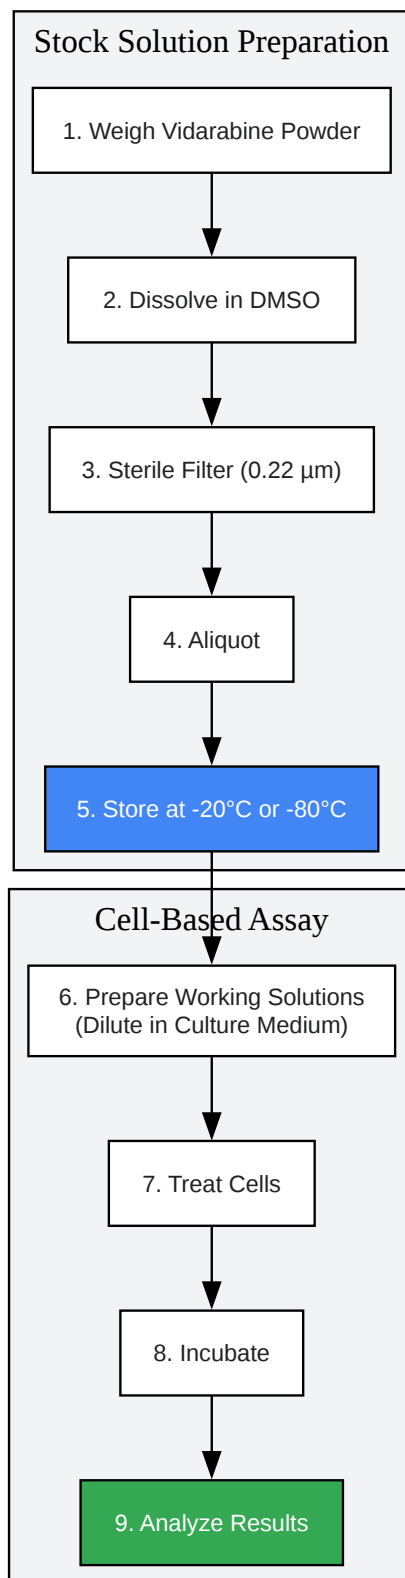 Stock Solution Preparation
1. Weigh Vidarabine Powder
2. Dissolve in DMSO
3. Sterile Filter (0.22 µm)
4. Aliquot
5. Store at -20°C or -80°C
Cell-Based Assay
6. Prepare Working Solutions
(Dilute in Culture Medium)
7. Treat Cells
8. Incubate
9. Analyze Results